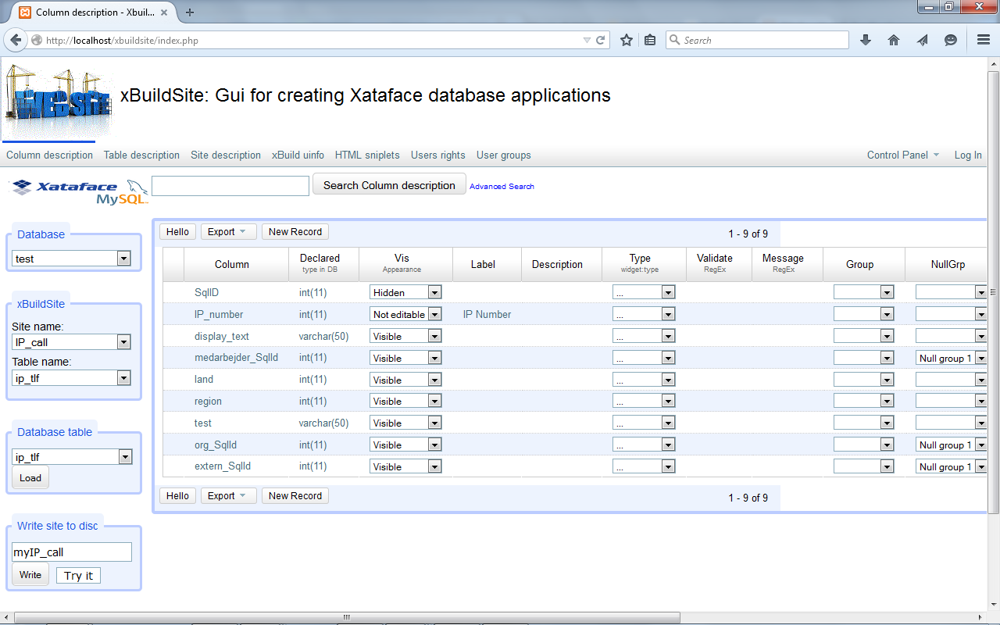 Column description - Xbuil...
http://localhost/xbuildsite/index.php
Search
WEBSITE
xBuildSite: Gui for creating Xataface database applications
Column description Table description Site description xBuild uinfo HTML sniplets Users rights User groups Control Panel Log In
Xataface
MySQL
Search Column description
Advanced Search
Database
test
xBuildSite
Site name:
IP_call
Table name:
ip_tlf
Database table
ip_tlf
Load
Write site to disc
myIP_call
Write Try it
Hello Export New Record 1 - 9 of 9
Column Declared Vis Label Description Type Validate Message Group NullGrp
type in DB Appearance widget:type RegEx RegEx
SqlID int(11) Hidden ...
IP_number int(11) Not editable IP Number ...
display_text varchar(50) Visible ...
medarbejder_SqlId int(11) Visible ... Null group 1
land int(11) Visible ...
region int(11) Visible ...
test varchar(50) Visible ...
org_SqlId int(11) Visible ... Null group 1
extern_SqlId int(11) Visible ... Null group 1
Hello Export New Record 1 - 9 of 9